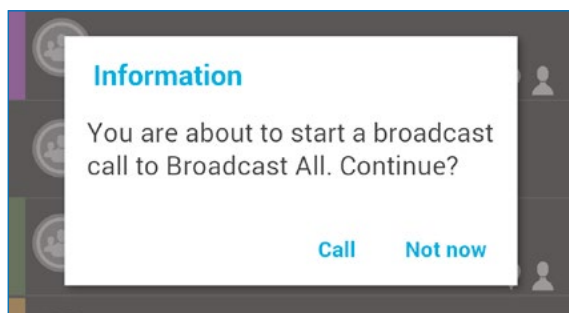 Information
You are about to start a broadcast
call to Broadcast All. Continue?
Call Not now